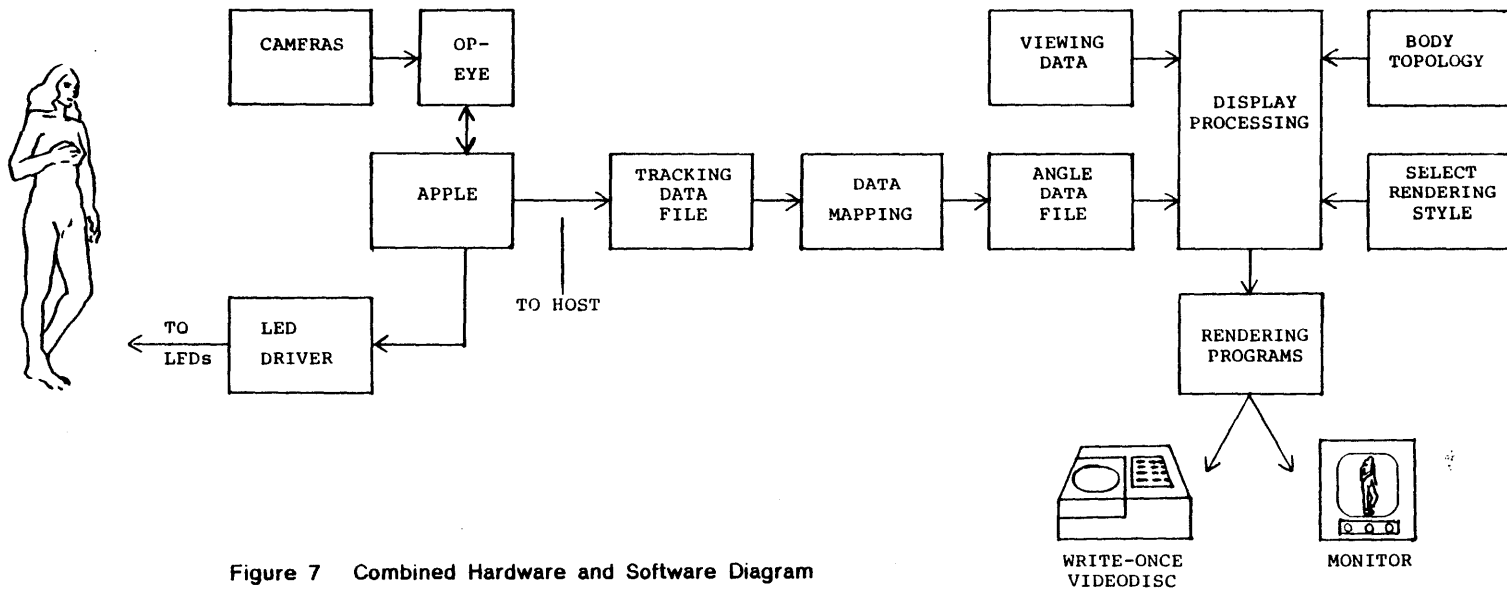 CAMERAS
OP-
EYE
VIEWING
DATA
DISPLAY
PROCESSING
BODY
TOPOLOGY
APPLE
TRACKING
DATA
FILE
DATA
MAPPING
ANGLE
DATA
FILE
SELECT
RENDERING
STYLE
TO HOST
TO
LEDs
LED
DRIVER
RENDERING
PROGRAMS
WRITE-ONCE
VIDEODISC
MONITOR
Figure 7 Combined Hardware and Software Diagram